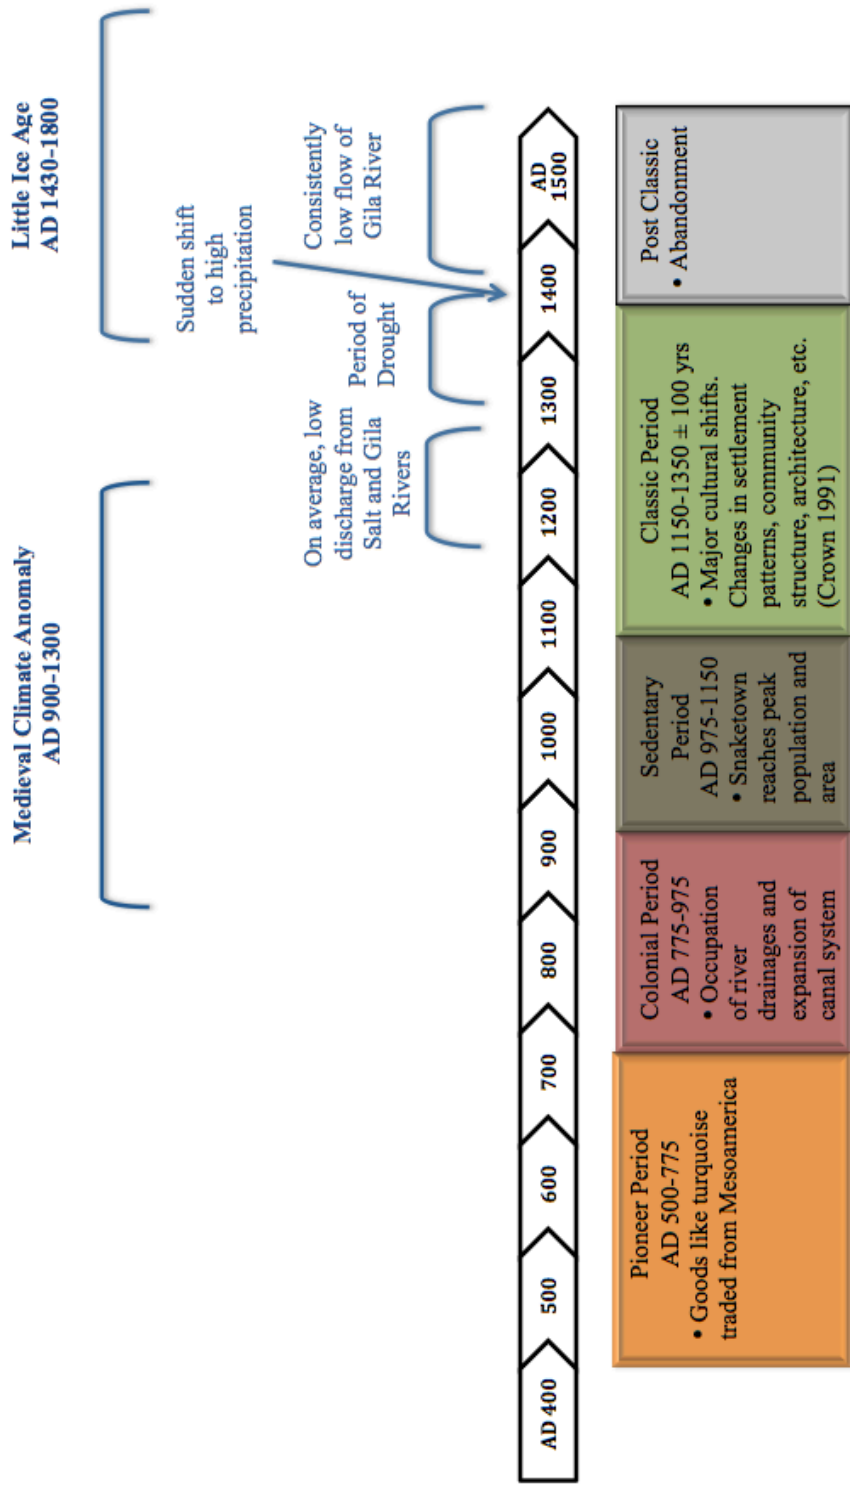 Medieval Climate Anomaly
AD 900-1300
Little Ice Age
AD 1430-1800
Sudden shift
to high
precipitation
On average, low
discharge from
Salt and Gila
Rivers
Period of
Drought
Consistently
low flow of
Gila River
AD 400
500
600
700
800
900
1000
1100
1200
1300
1400
AD
1500
Pioneer Period
AD 500-775
• Goods like turquoise
traded from Mesoamerica
Colonial Period
AD 775-975
• Occupation
of river
drainages and
expansion of
canal system
Sedentary
Period
AD 975-1150
• Snaketown
reaches peak
population and
area
Classic Period
AD 1150-1350 ± 100 yrs
• Major cultural shifts.
Changes in settlement
patterns, community
structure, architecture, etc.
(Crown 1991)
Post Classic
• Abandonment